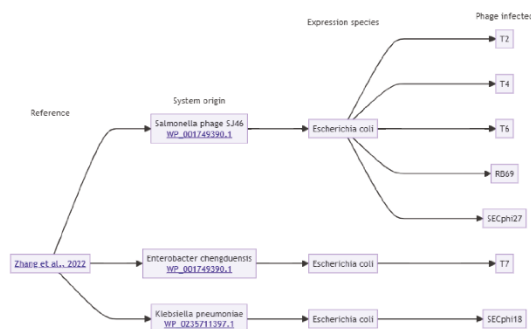 Reference
System origin
Expression species
Phage infected
Zhang et al., 2022
Salmonella phage SJ46
WP_001749390.1
Escherichia coli
T2
T4
T6
RB69
SECphi27
Enterobacter chengduensis
WP_001749390.1
Escherichia coli
T7
Klebsiella pneumoniae
WP_0235711397.1
Escherichia coli
SECphi18